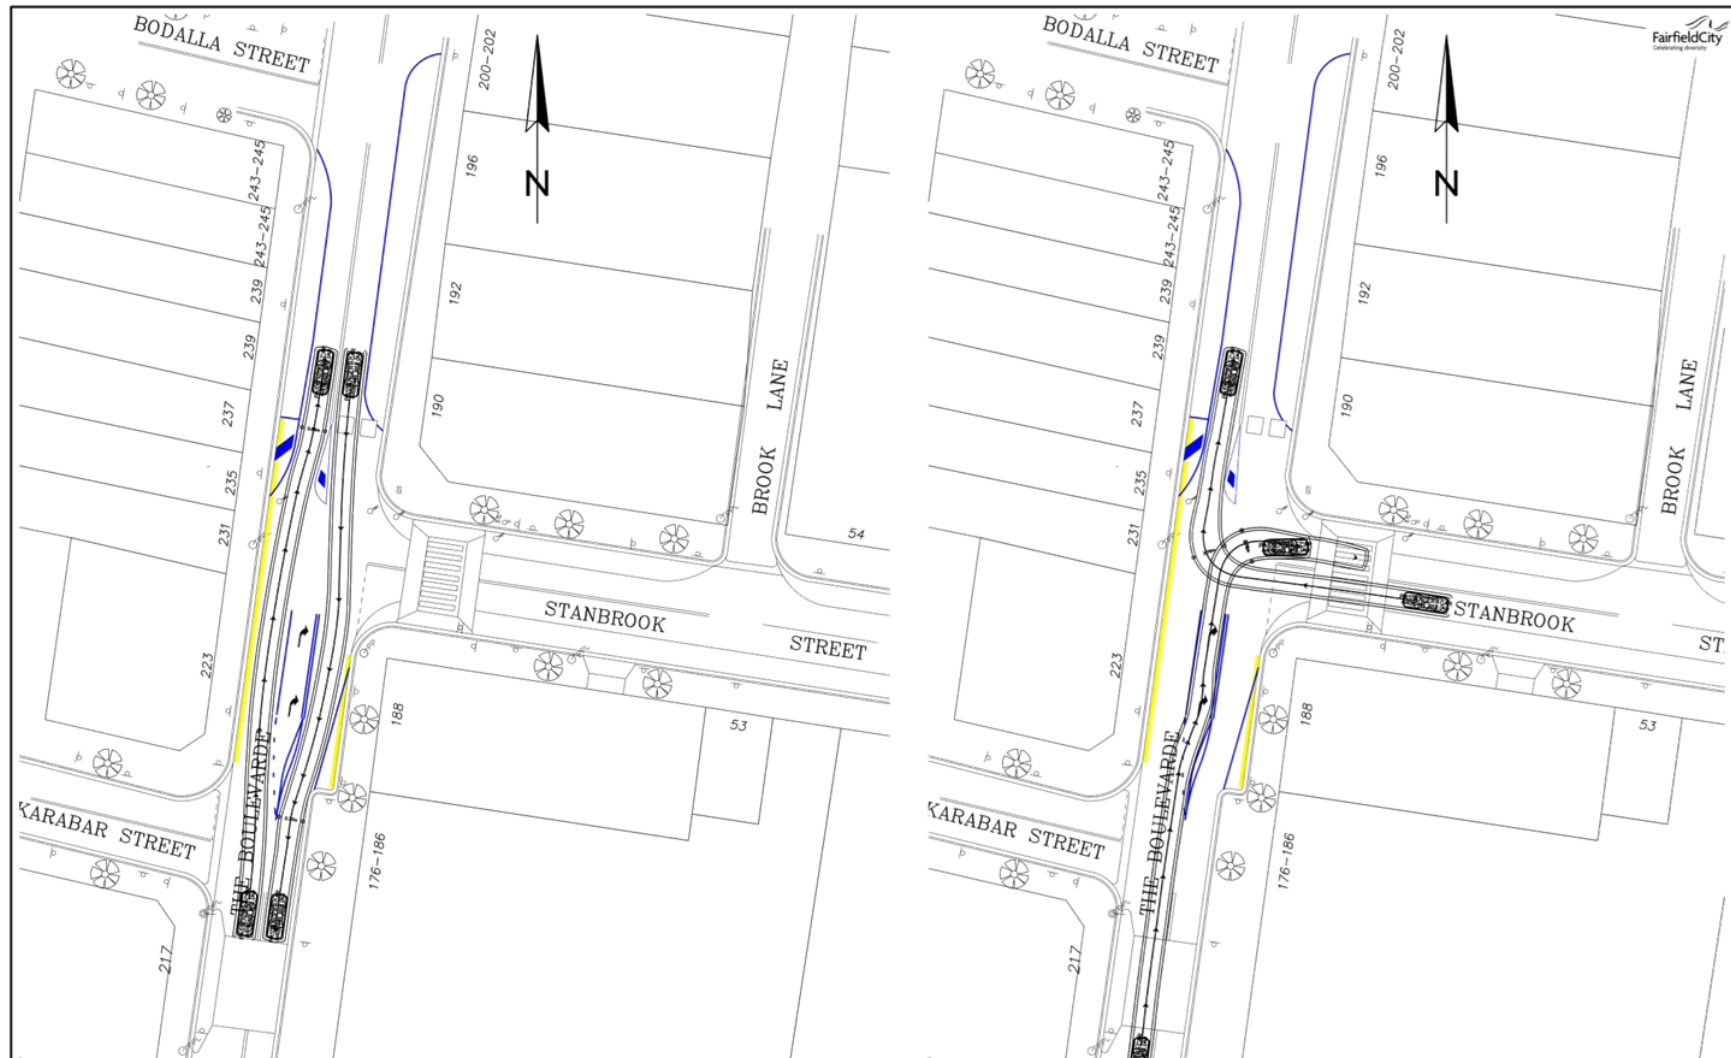 BODALLA STREET
200-202
196
192
190
243-245
243-245
239
239
237
235
231
223
N
BROOK LANE
54
STANBROOK STREET
188
53
THE BOULEVARDE
KARABAR STREET
176-186
217
FairfieldCity
Celebrating diversity
BODALLA STREET
200-202
196
192
190
243-245
243-245
239
239
237
235
231
223
N
BROOK LANE
STANBROOK
ST
188
53
THE BOULEVARDE
KARABAR STREET
176-186
217